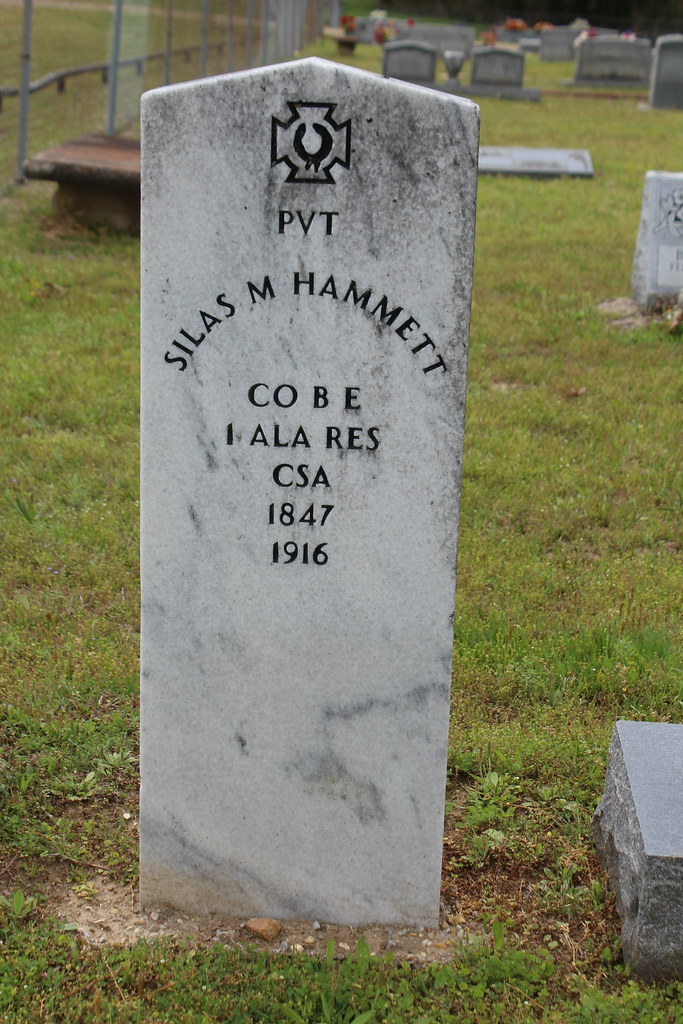 PVT
SILAS M HAMMETT
CO B E
1 ALA RES
CSA
1847
1916